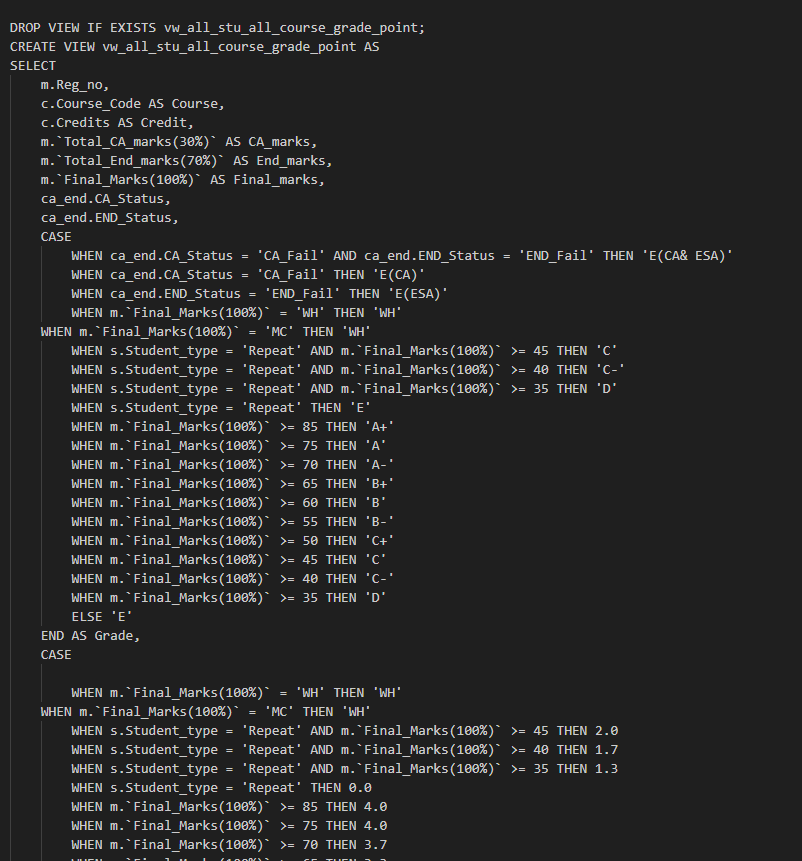 DROP VIEW IF EXISTS vw_all_stu_all_course_grade_point;
CREATE VIEW vw_all_stu_all_course_grade_point AS
SELECT
    m.Reg_no,
    c.Course_Code AS Course,
    c.Credits AS Credit,
    m.`Total_CA_marks(30%)` AS CA_marks,
    m.`Total_End_marks(70%)` AS End_marks,
    m.`Final_Marks(100%)` AS Final_marks,
    ca_end.CA_Status,
    ca_end.END_Status,
    CASE
        WHEN ca_end.CA_Status = 'CA_Fail' AND ca_end.END_Status = 'END_Fail' THEN 'E(CA& ESA)'
        WHEN ca_end.CA_Status = 'CA_Fail' THEN 'E(CA)'
        WHEN ca_end.END_Status = 'END_Fail' THEN 'E(ESA)'
        WHEN m.`Final_Marks(100%)` = 'WH' THEN 'WH'
    WHEN m.`Final_Marks(100%)` = 'MC' THEN 'WH'
        WHEN s.Student_type = 'Repeat' AND m.`Final_Marks(100%)` >= 45 THEN 'C'
        WHEN s.Student_type = 'Repeat' AND m.`Final_Marks(100%)` >= 40 THEN 'C-'
        WHEN s.Student_type = 'Repeat' AND m.`Final_Marks(100%)` >= 35 THEN 'D'
        WHEN s.Student_type = 'Repeat' THEN 'E'
        WHEN m.`Final_Marks(100%)` >= 85 THEN 'A+'
        WHEN m.`Final_Marks(100%)` >= 75 THEN 'A'
        WHEN m.`Final_Marks(100%)` >= 70 THEN 'A-'
        WHEN m.`Final_Marks(100%)` >= 65 THEN 'B+'
        WHEN m.`Final_Marks(100%)` >= 60 THEN 'B'
        WHEN m.`Final_Marks(100%)` >= 55 THEN 'B-'
        WHEN m.`Final_Marks(100%)` >= 50 THEN 'C+'
        WHEN m.`Final_Marks(100%)` >= 45 THEN 'C'
        WHEN m.`Final_Marks(100%)` >= 40 THEN 'C-'
        WHEN m.`Final_Marks(100%)` >= 35 THEN 'D'
        ELSE 'E'
    END AS Grade,
    CASE
        WHEN m.`Final_Marks(100%)` = 'WH' THEN 'WH'
    WHEN m.`Final_Marks(100%)` = 'MC' THEN 'WH'
        WHEN s.Student_type = 'Repeat' AND m.`Final_Marks(100%)` >= 45 THEN 2.0
        WHEN s.Student_type = 'Repeat' AND m.`Final_Marks(100%)` >= 40 THEN 1.7
        WHEN s.Student_type = 'Repeat' AND m.`Final_Marks(100%)` >= 35 THEN 1.3
        WHEN s.Student_type = 'Repeat' THEN 0.0
        WHEN m.`Final_Marks(100%)` >= 85 THEN 4.0
        WHEN m.`Final_Marks(100%)` >= 75 THEN 4.0
        WHEN m.`Final_Marks(100%)` >= 70 THEN 3.7